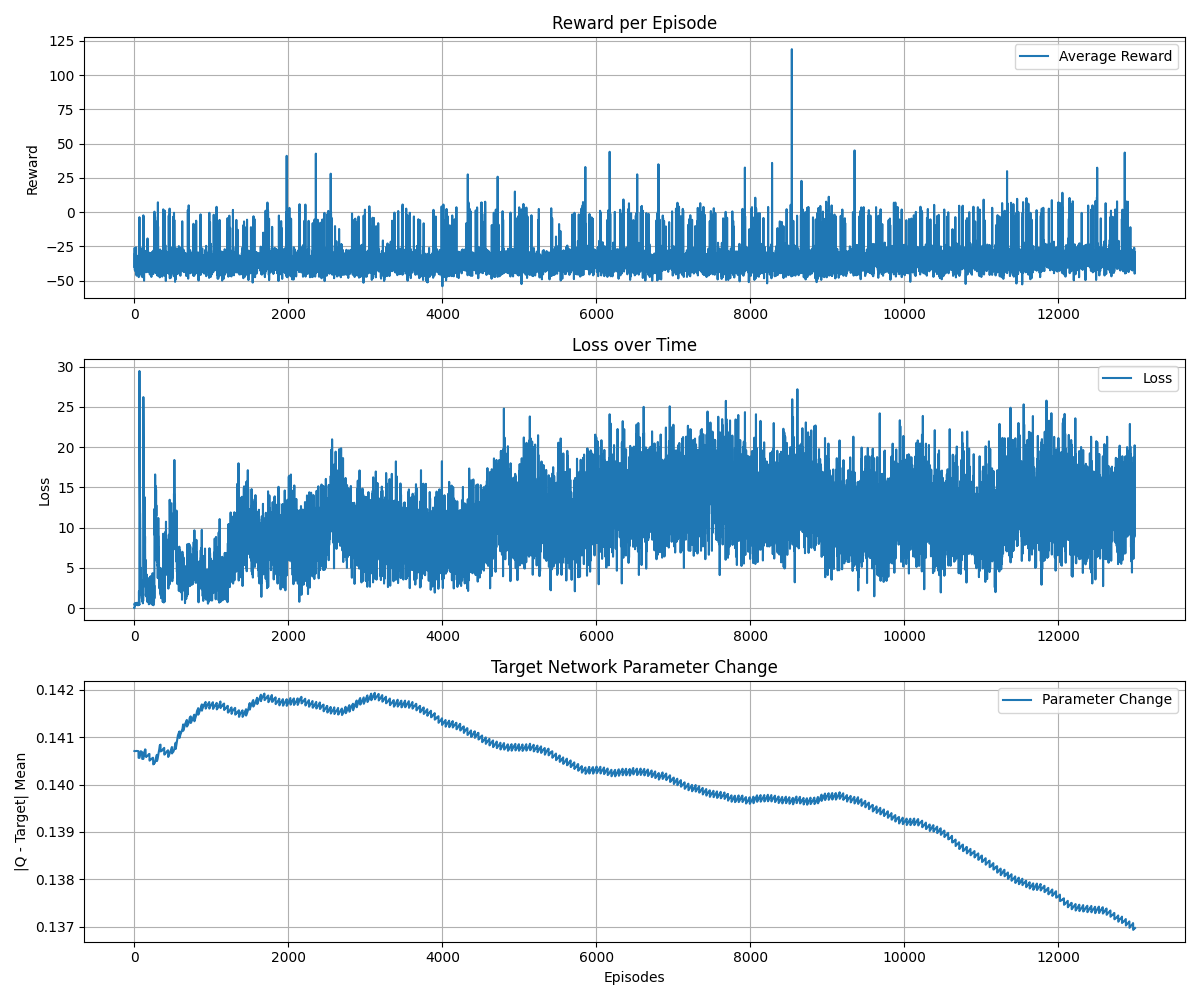 Reward per Episode
125
100
75
50
25
0
−25
−50
Reward
Average Reward
0 2000 4000 6000 8000 10000 12000
Loss over Time
30
25
20
15
10
5
0
Loss
Loss
0 2000 4000 6000 8000 10000 12000
Target Network Parameter Change
0.142
0.141
0.140
0.139
0.138
0.137
|Q - Target| Mean
Parameter Change
0 2000 4000 6000 8000 10000 12000
Episodes